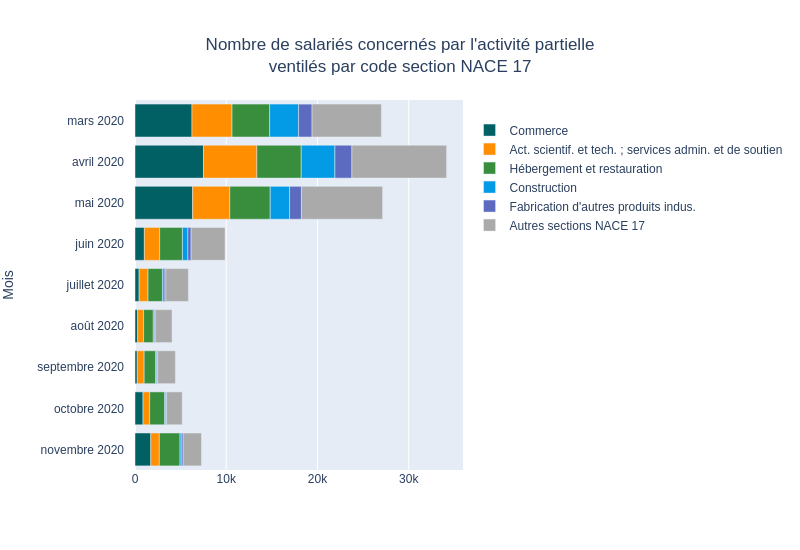 Nombre de salariés concernés par l'activité partielle
ventilés par code section NACE 17
Mois
mars 2020
avril 2020
mai 2020
juin 2020
juillet 2020
août 2020
septembre 2020
octobre 2020
novembre 2020
0
10k
20k
30k
Commerce
Act. scientif. et tech. ; services admin. et de soutien
Hébergement et restauration
Construction
Fabrication d'autres produits indus.
Autres sections NACE 17